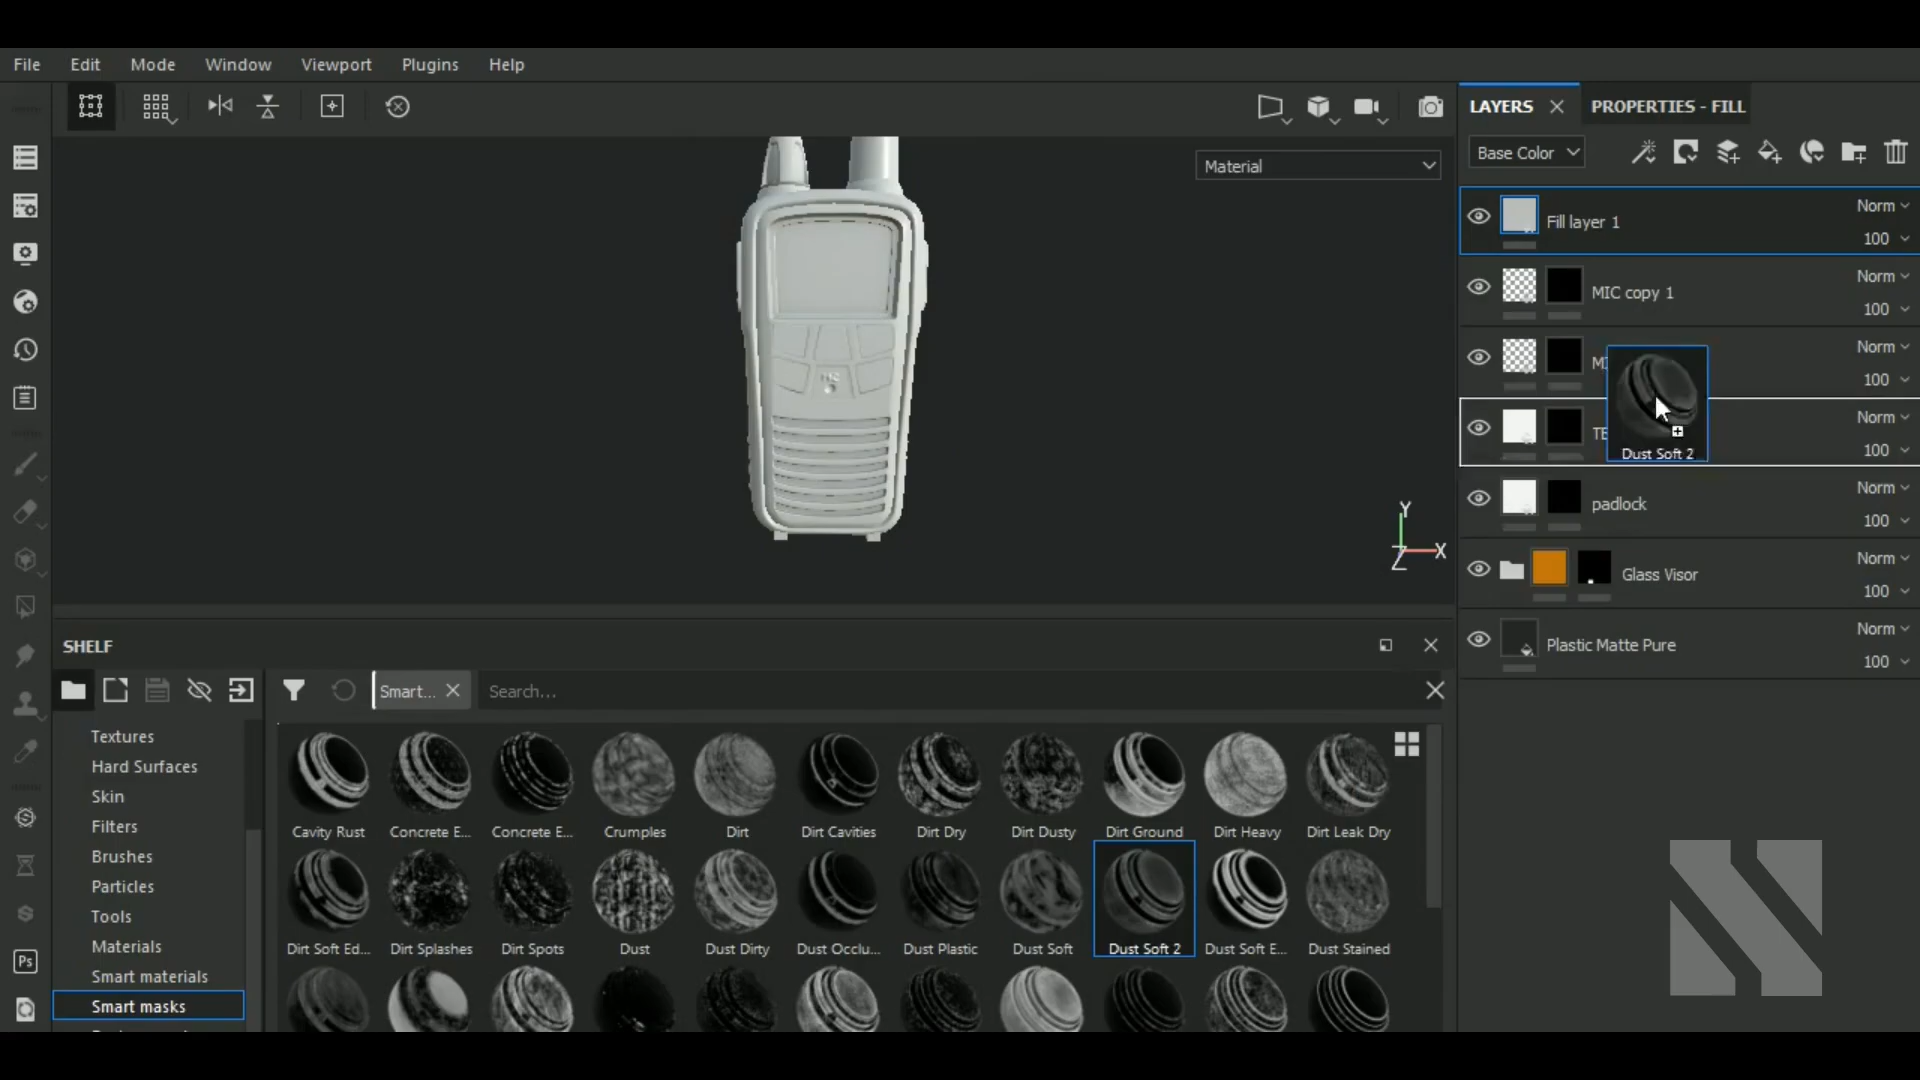 File Edit Mode Window Viewport Plugins Help
LAYERS PROPERTIES - FILL
Material
Base Color
Norm
Fill layer 1
100
Norm
MIC copy 1
100
Norm
100
Norm
100
Dust Soft 2
Norm
padlock
100
Norm
Glass Visor
100
Norm
Plastic Matte Pure
100
Y
X
Z
SHELF
Smart... Search...
Textures
Hard Surfaces
Skin
Filters
Brushes
Particles
Tools
Materials
Smart materials
Smart masks
Cavity Rust Concrete E... Concrete E... Crumples Dirt Dirt Cavities Dirt Dry Dirt Dusty Dirt Ground Dirt Heavy Dirt Leak Dry
Dirt Soft Ed... Dirt Splashes Dirt Spots Dust Dust Dirty Dust Occlu... Dust Plastic Dust Soft Dust Soft 2 Dust Soft E... Dust Stained
Ps